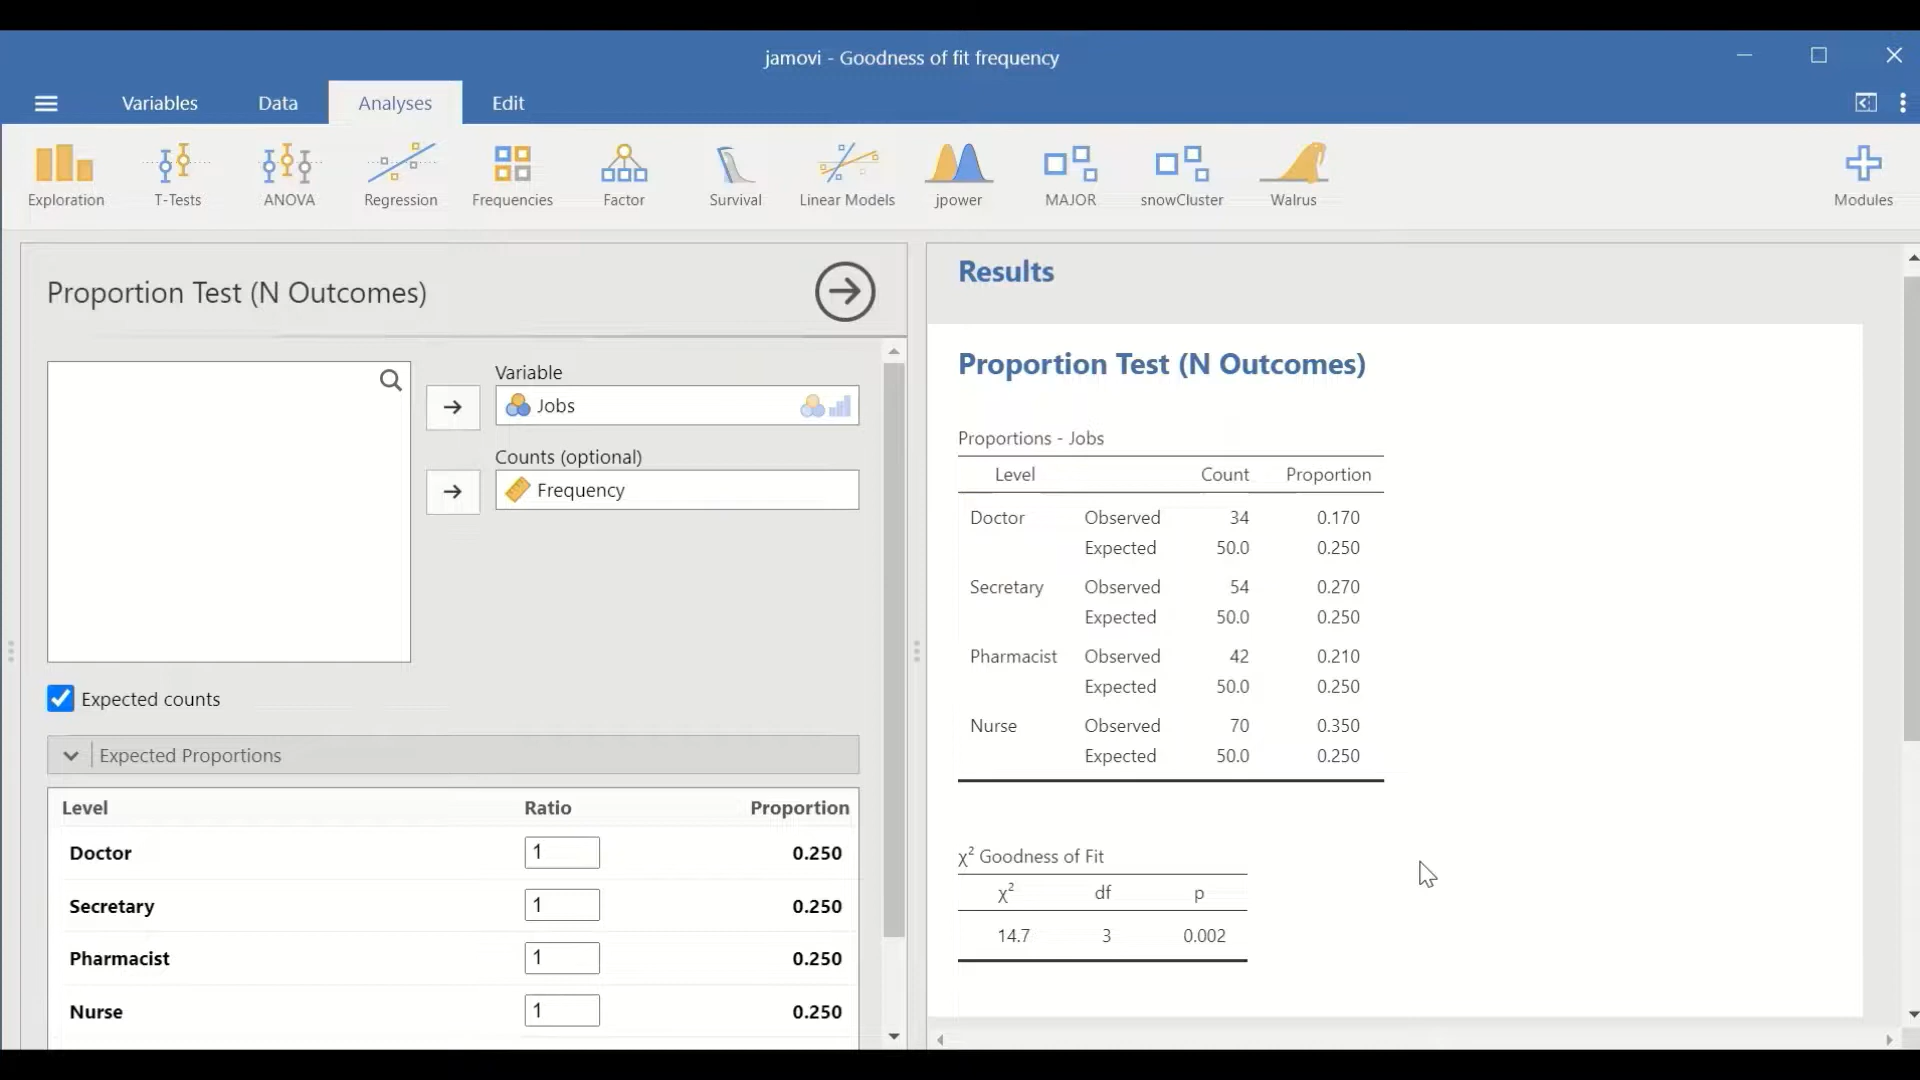 jamovi - Goodness of fit frequency
Variables Data Analyses Edit
Exploration T-Tests ANOVA Regression Frequencies Factor Survival Linear Models jpower MAJOR snowCluster Walrus Modules
Proportion Test (N Outcomes)
Variable
Jobs
Counts (optional)
Frequency
Expected counts
Expected Proportions
Level Ratio Proportion
Doctor 1 0.250
Secretary 1 0.250
Pharmacist 1 0.250
Nurse 1 0.250
Results
Proportion Test (N Outcomes)
Proportions - Jobs
Level Count Proportion
Doctor Observed 34 0.170
Expected 50.0 0.250
Secretary Observed 54 0.270
Expected 50.0 0.250
Pharmacist Observed 42 0.210
Expected 50.0 0.250
Nurse Observed 70 0.350
Expected 50.0 0.250
χ² Goodness of Fit
χ² df p
14.7 3 0.002